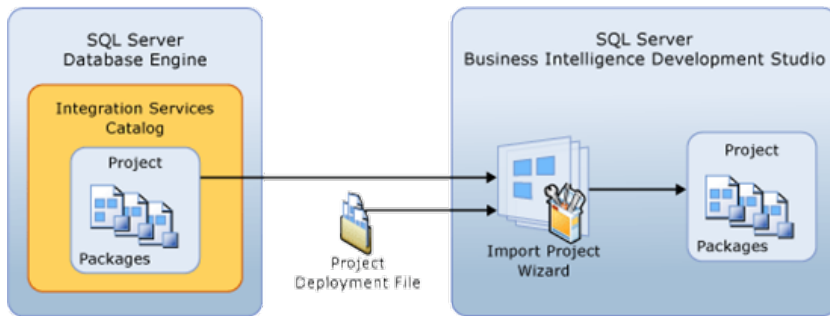 SQL Server
Database Engine
Integration Services
Catalog
Project
Packages
Project
Deployment File
SQL Server
Business Intelligence Development Studio
Import Project
Wizard
Project
Packages